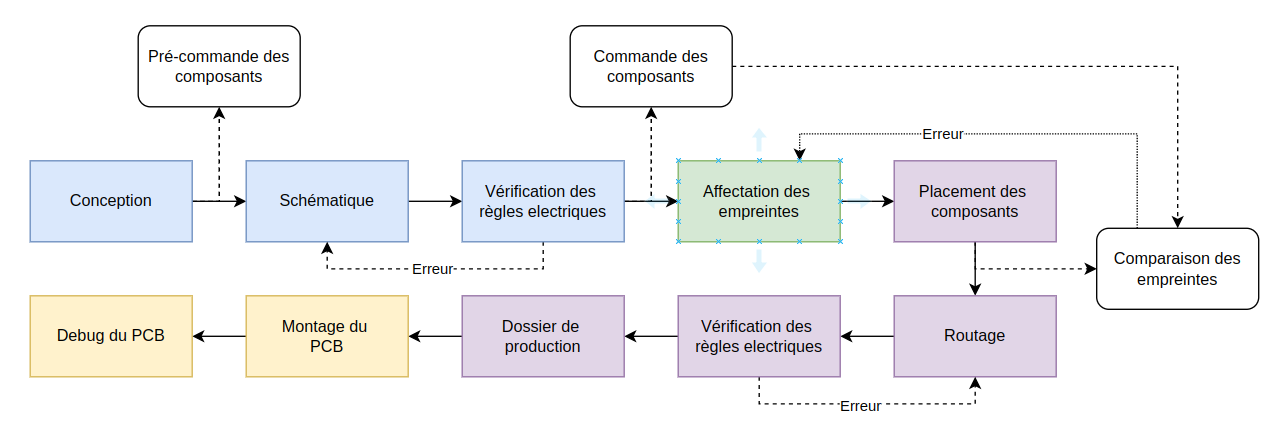 Pré-commande des
composants
Commande des
composants
Erreur
Conception
Schématique
Vérification des
règles electriques
Affectation des
empreintes
Placement des
composants
Comparaison des
empreintes
Erreur
Debug du PCB
Montage du
PCB
Dossier de
production
Vérification des
règles electriques
Routage
Erreur